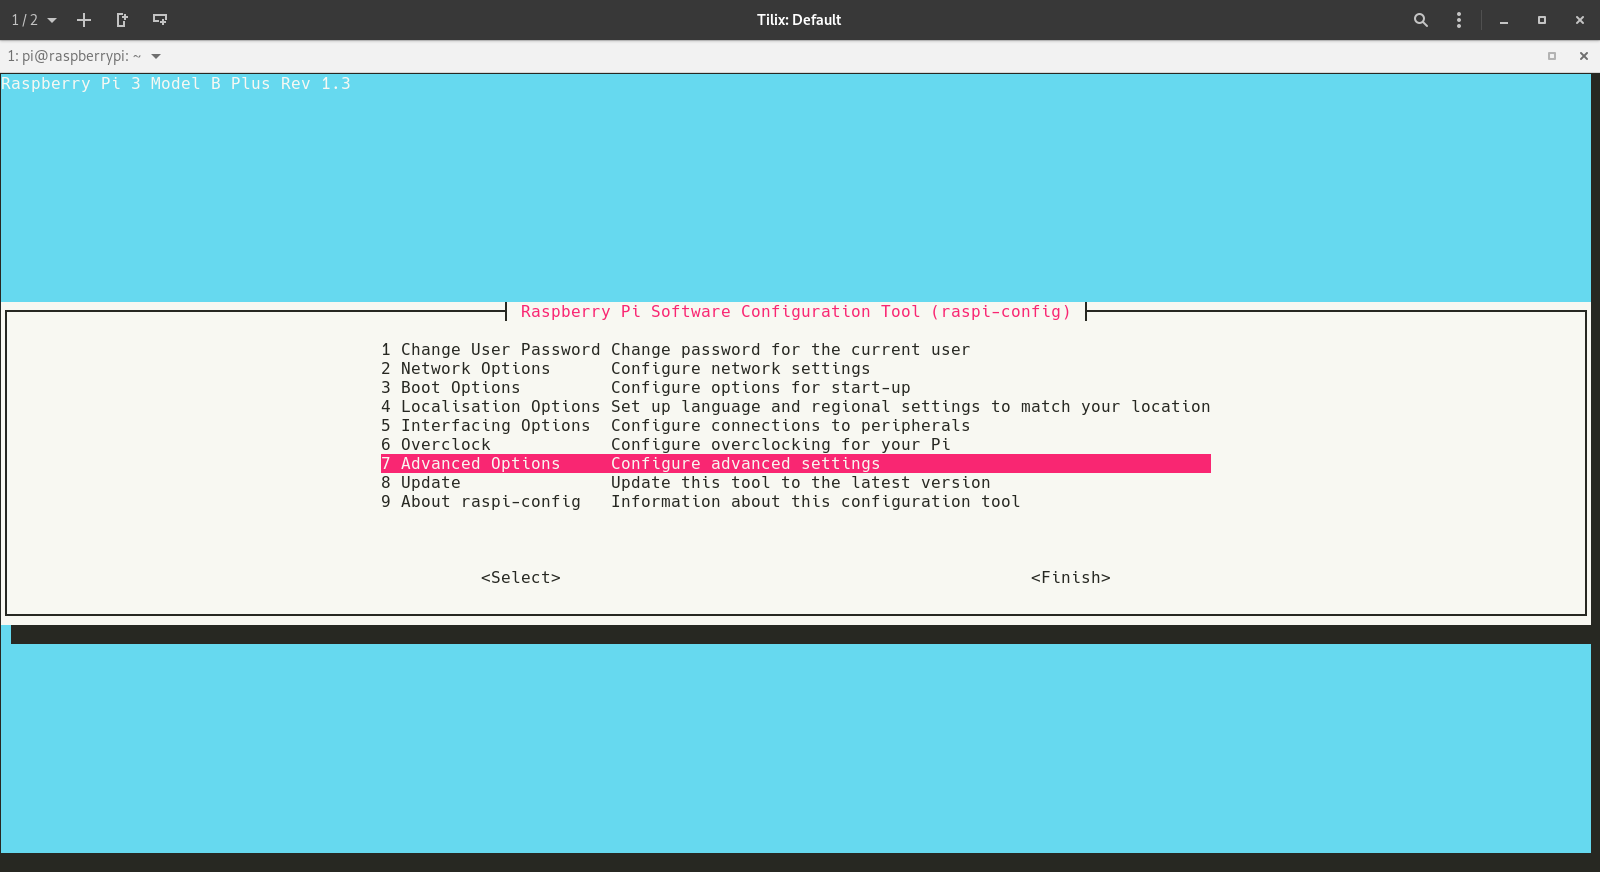 1 / 2
Tilix: Default
1: pi@raspberrypi: ~
Raspberry Pi 3 Model B Plus Rev 1.3
Raspberry Pi Software Configuration Tool (raspi-config)
1 Change User Password Change password for the current user
2 Network Options Configure network settings
3 Boot Options Configure options for start-up
4 Localisation Options Set up language and regional settings to match your location
5 Interfacing Options Configure connections to peripherals
6 Overclock Configure overclocking for your Pi
7 Advanced Options Configure advanced settings
8 Update Update this tool to the latest version
9 About raspi-config Information about this configuration tool
<Select> <Finish>